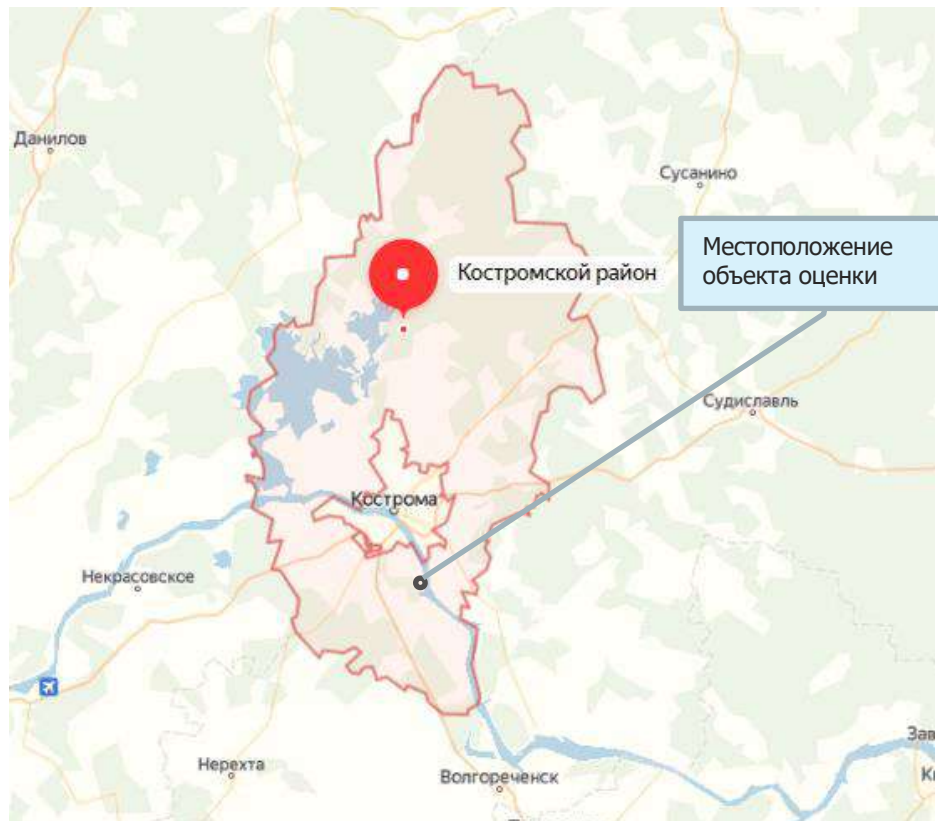 Данилов
Сусанино
Местоположение
объекта оценки
Костромской район
Судиславль
Кострома
Некрасовское
Нерехта
Волгореченск